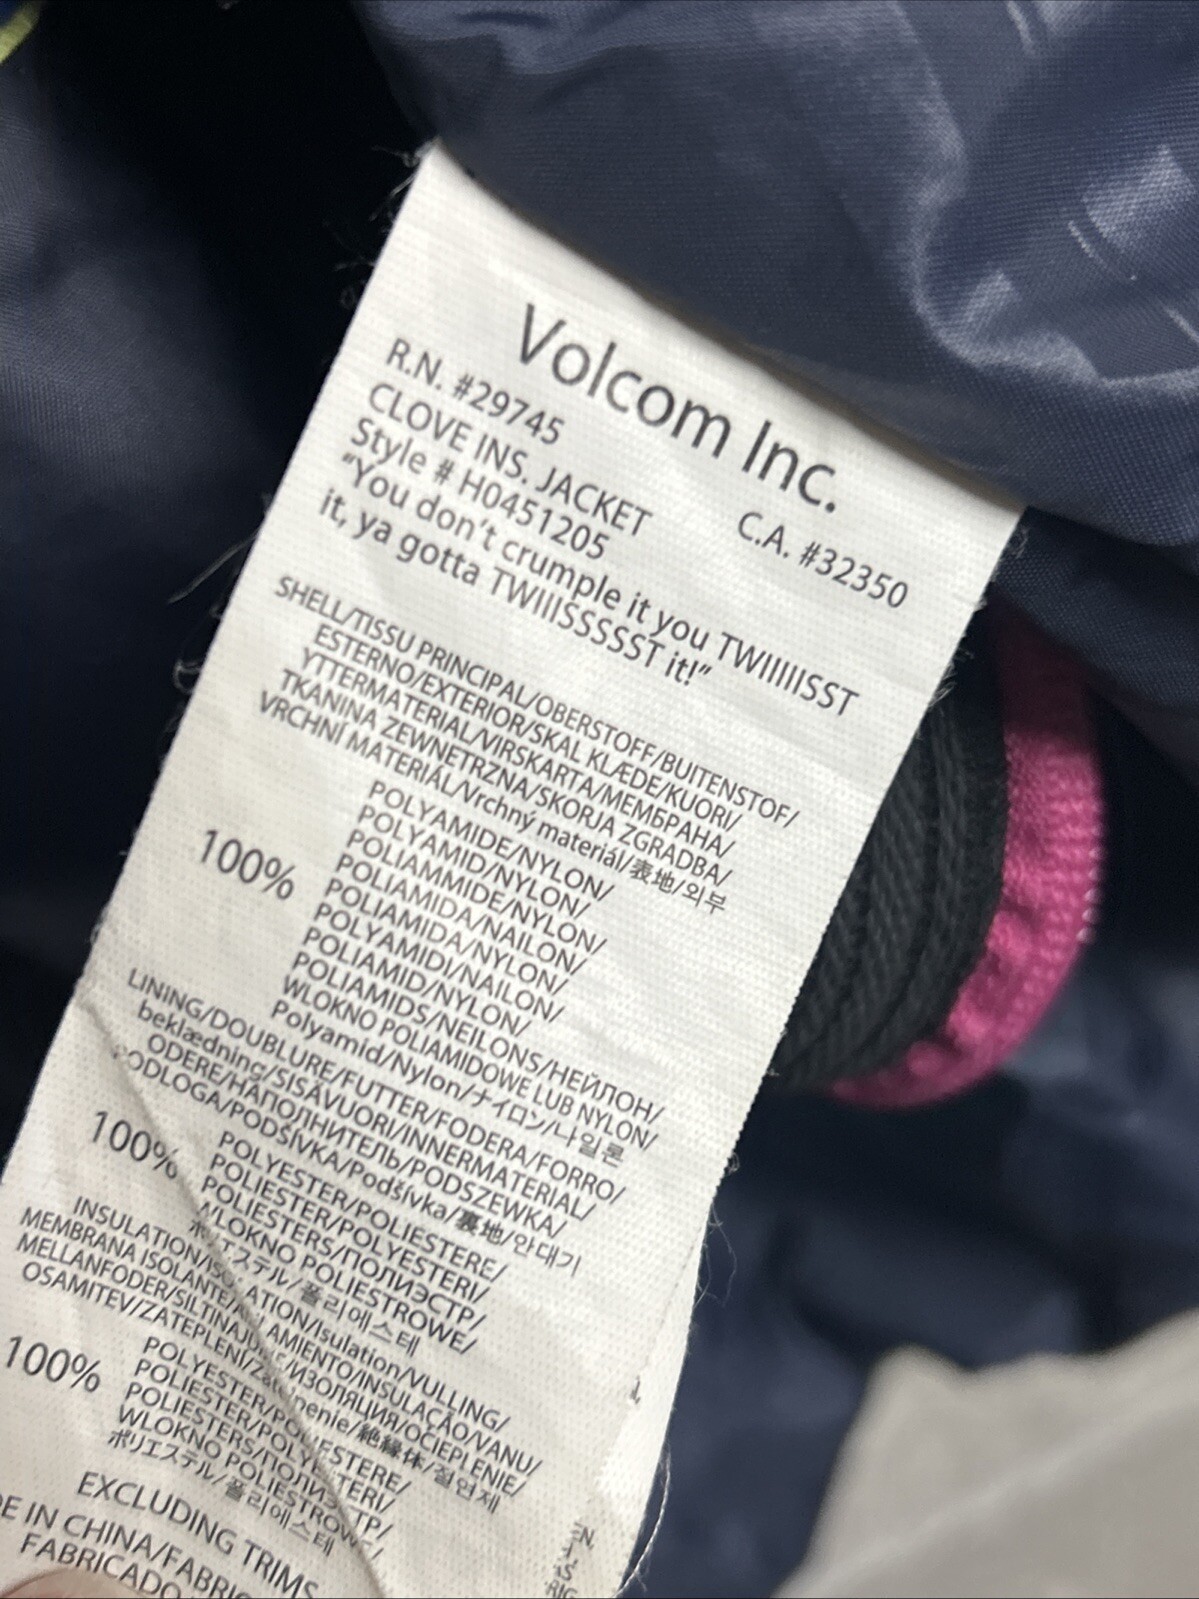 Volcom Inc.
R.N. #29745 C.A. #32350
CLOVE INS. JACKET
Style # H0451205
"You don't crumple it you TWIIIIISST
it, ya gotta TWIIISSSSST it!"
SHELL/TISSU PRINCIPAL/OBERSTOFF/BUITENSTOF/
ESTERNO/EXTERIOR/SKAL KLÆDE/KUORI/
YTTERMATERIAL/VIRSKARTA/МЕМБРАНА/
TKANINA ZEWNETRZNA/SKORJA ZGRADBA/
VRCHNÍ MATERIÁL/Vrchný materiál/表地/외부
100% POLYAMIDE/NYLON/
POLYAMID/NYLON/
POLIAMMIDE/NYLON/
POLIAMIDA/NAILON/
POLIAMIDA/NYLON/
POLYAMIDI/NAILON/
POLIAMID/NYLON/
POLIAMIDS/NEILONS/НЕЙЛОН/
WLOKNO POLIAMIDOWE LUB NYLON/
Polyamid/Nylon/ナイロン/나일론
LINING/DOUBLURE/FUTTER/FODERA/FORRO/
beklædning/SISÄVUORI/INNERMATERIAL/
ODERE/НАПОЛНИТЕЛЬ/PODSZEWKA/
PODLOGA/PODŠÍVKA/Podšívka/裏地/안대기
100% POLYESTER/POLIESTERE/
POLIESTER/POLYESTERI/
POLIESTERS/ПОЛИЭСТР/
WLOKNO POLIESTROWE/
ポリエステル/폴리에스테
INSULATION/ISOLATION/Isulation/VULLING/
MEMBRANA ISOLANTE/AISLAMIENTO/INSULAÇÃO/VANU/
MELLANFODER/SILTINAJUMS/ИЗОЛЯЦИЯ/OCIEPLENIE/
OSAMITEV/ZATEPLENÍ/Zateplenie/絶縁体/절연제
100% POLYESTER/POLIESTERE/
POLIESTER/POLYESTERI/
POLIESTERS/ПОЛИЭСТР/
WLOKNO POLIESTROWE/
ポリエステル/폴리에스테
EXCLUDING TRIMS
DE IN CHINA/FABRIC
FABRICADO